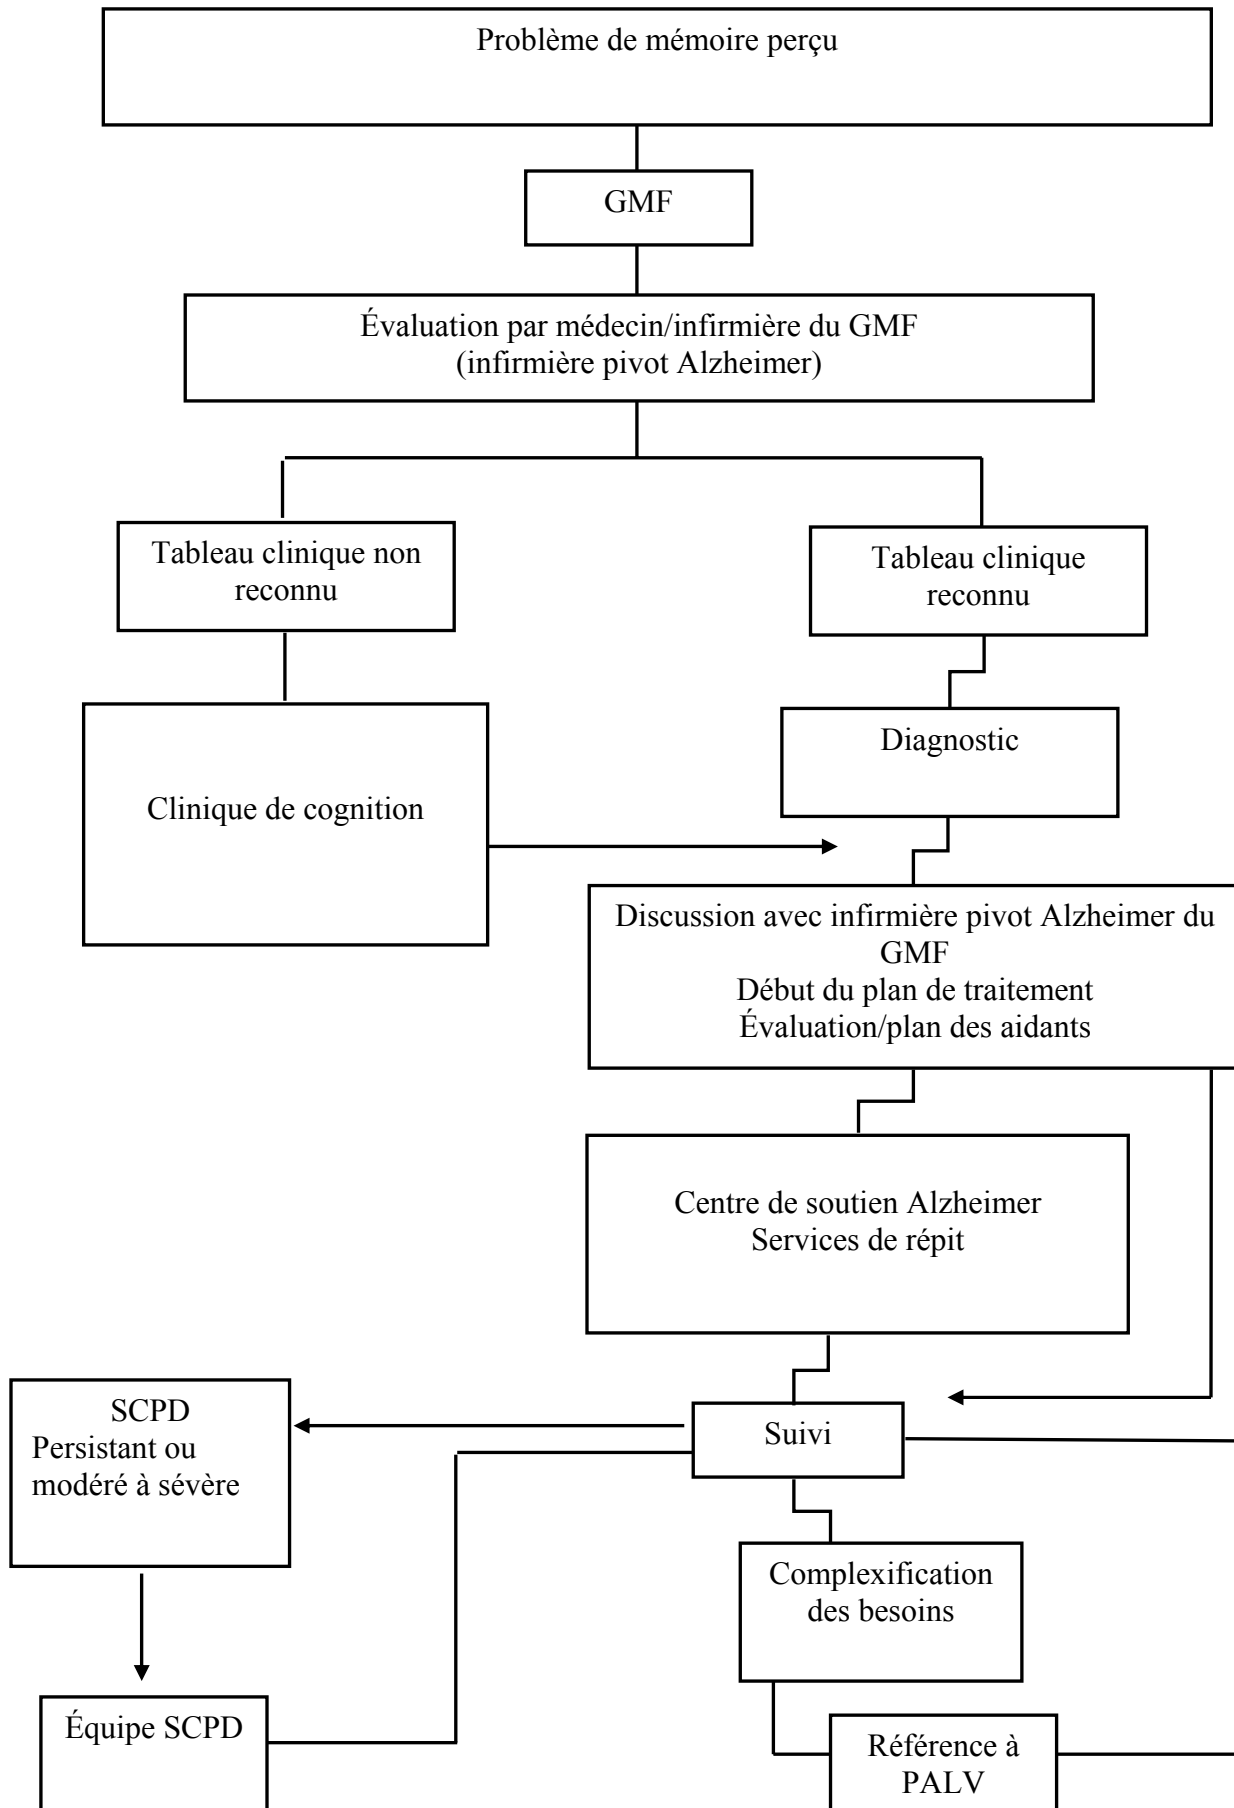 Problème de mémoire perçu
GMF
Évaluation par médecin/infirmière du GMF
(infirmière pivot Alzheimer)
Tableau clinique non
reconnu
Tableau clinique
reconnu
Diagnostic
Clinique de cognition
Discussion avec infirmière pivot Alzheimer du
GMF
Début du plan de traitement
Évaluation/plan des aidants
Centre de soutien Alzheimer
Services de répit
SCPD
Persistant ou
modéré à sévère
Suivi
Complexification
des besoins
Équipe SCPD
Référence à
PALV